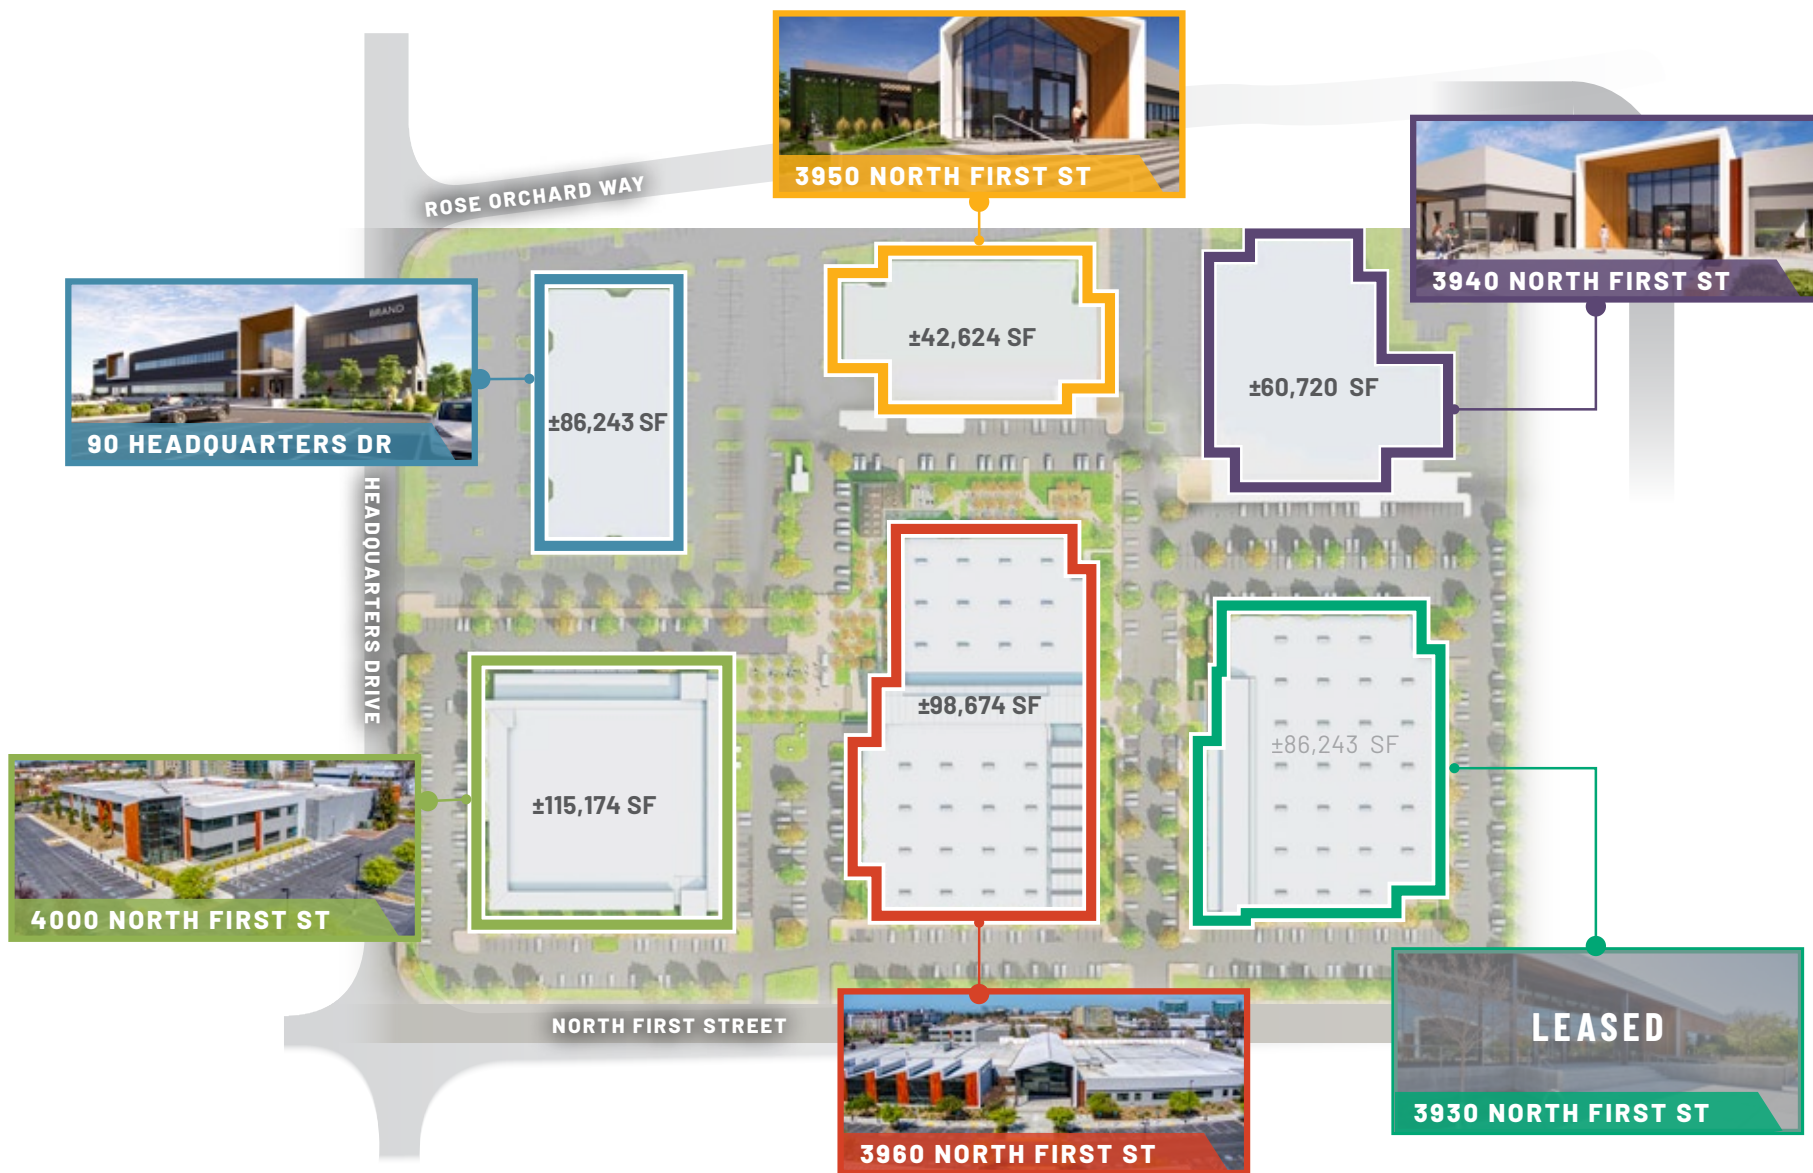 3950 NORTH FIRST ST
ROSE ORCHARD WAY
3940 NORTH FIRST ST
BRAND
±42,624 SF
±60,720 SF
±86,243 SF
90 HEADQUARTERS DR
HEADQUARTERS DRIVE
±98,674 SF
±86,243 SF
±115,174 SF
4000 NORTH FIRST ST
NORTH FIRST STREET
LEASED
3930 NORTH FIRST ST
3960 NORTH FIRST ST